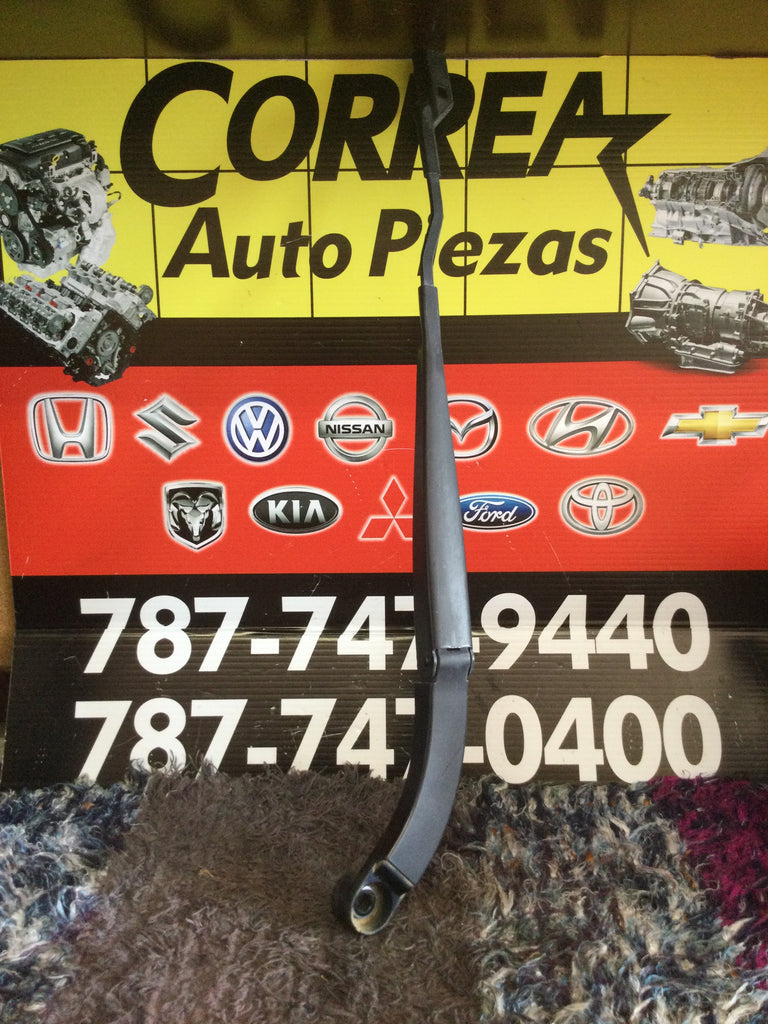 CORREA
Auto Piezas
NISSAN
KIA
Ford
787-747-9440
787-747-0400